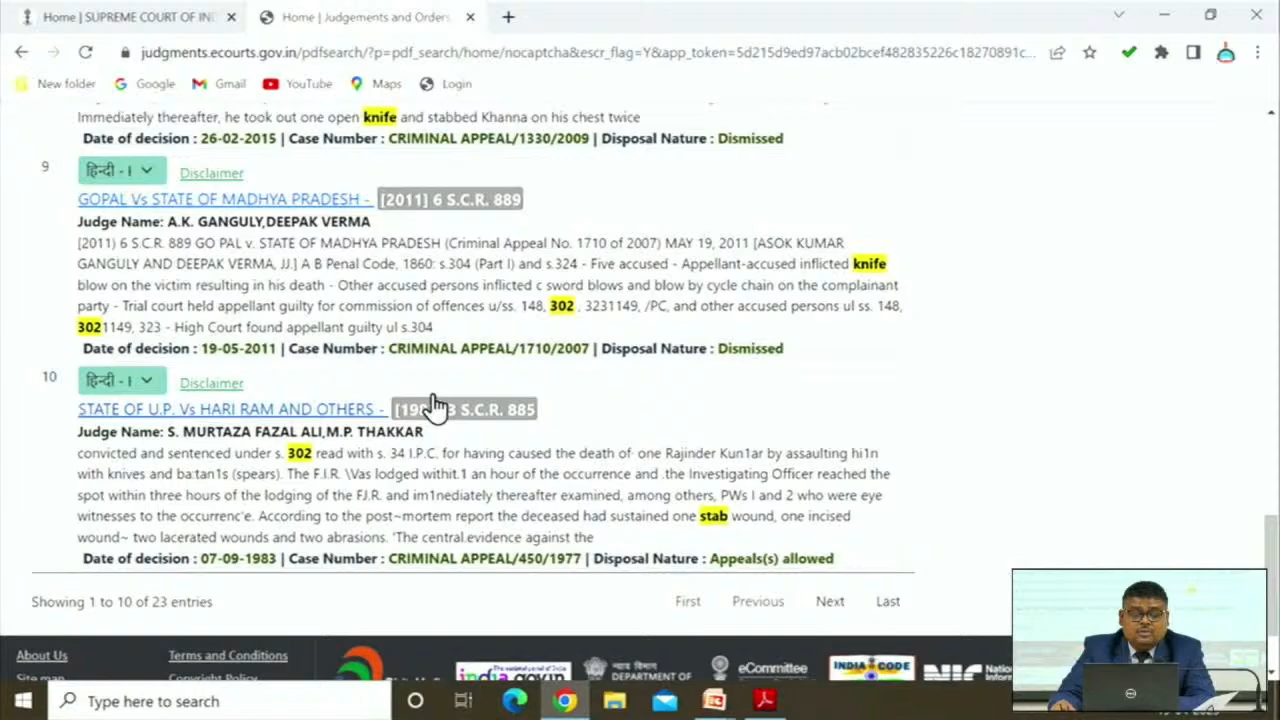 Home | SUPREME COURT OF IN
Home | Judgements and Orders
judgments.ecourts.gov.in/pdfsearch/?p=pdf_search/home/nocaptcha&escr_flag=Y&app_token=5d215d9ed97acb02bcef482835226c18270891c...
New folder Google Gmail YouTube Maps Login
Immediately thereafter, he took out one open knife and stabbed Khanna on his chest twice
Date of decision : 26-02-2015 | Case Number : CRIMINAL APPEAL/1330/2009 | Disposal Nature : Dismissed
9 हिन्दी - I Disclaimer
GOPAL Vs STATE OF MADHYA PRADESH - [2011] 6 S.C.R. 889
Judge Name: A.K. GANGULY,DEEPAK VERMA
[2011) 6 S.C.R. 889 GO PAL v. STATE OF MADHYA PRADESH (Criminal Appeal No. 1710 of 2007) MAY 19, 2011 [ASOK KUMAR
GANGULY AND DEEPAK VERMA, JJ.] A B Penal Code, 1860: s.304 (Part I) and s.324 - Five accused - Appellant-accused inflicted knife
blow on the victim resulting in his death - Other accused persons inflicted c sword blows and blow by cycle chain on the complainant
party - Trial court held appellant guilty for commission of offences u/ss. 148, 302 , 3231149, /PC, and other accused persons ul ss. 148,
3021149, 323 - High Court found appellant guilty ul s.304
Date of decision : 19-05-2011 | Case Number : CRIMINAL APPEAL/1710/2007 | Disposal Nature : Dismissed
10 हिन्दी - I Disclaimer
STATE OF U.P. Vs HARI RAM AND OTHERS - S.C.R. 885
Judge Name: S. MURTAZA FAZAL ALI,M.P. THAKKAR
convicted and sentenced under s. 302 read with s. 34 I.P.C. for having caused the death of· one Rajinder Kun1ar by assaulting hi1n
with knives and ba:tan1s (spears). The F.I.R. \Vas lodged withit.1 an hour of the occurrence and .the Investigating Officer reached the
spot within three hours of the lodging of the FJ.R. and im1nediately thereafter examined, among others, PWs I and 2 who were eye
witnesses to the occurrenc'e. According to the post~mortem report the deceased had sustained one stab wound, one incised
wound~ two lacerated wounds and two abrasions. 'The central.evidence against the
Date of decision : 07-09-1983 | Case Number : CRIMINAL APPEAL/450/1977 | Disposal Nature : Appeals(s) allowed
Showing 1 to 10 of 23 entries First Previous Next Last
About Us Terms and Conditions
Site map Copyright Policy
india.gov.in न्याय विभाग DEPARTMENT OF eCommittee INDIA CODE NIC National
Type here to search